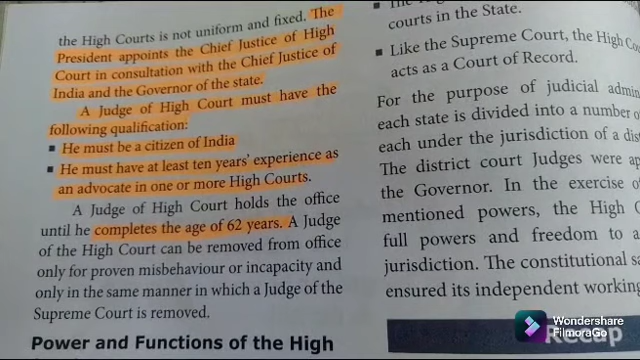 the High Courts is not uniform and fixed. The
President appoints the Chief Justice of High
Court in consultation with the Chief Justice of
India and the Governor of the state.
A Judge of High Court must have the
following qualification:
▪ He must be a citizen of India
▪ He must have at least ten years' experience as
an advocate in one or more High Courts.
A Judge of High Court holds the office
until he completes the age of 62 years. A Judge
of the High Court can be removed from office
only for proven misbehaviour or incapacity and
only in the same manner in which a Judge of the
Supreme Court is removed.
Power and Functions of the High
courts in the State.
▪ Like the Supreme Court, the High
acts as a Court of Record.
For the purpose of judicial
each state is divided into a number
each under the jurisdiction of a
The district court Judges were
the Governor. In the exercise
mentioned powers, the High
full powers and freedom to
jurisdiction. The constitutional
ensured its independent working
Recap
Wondershare
FilmoraGo